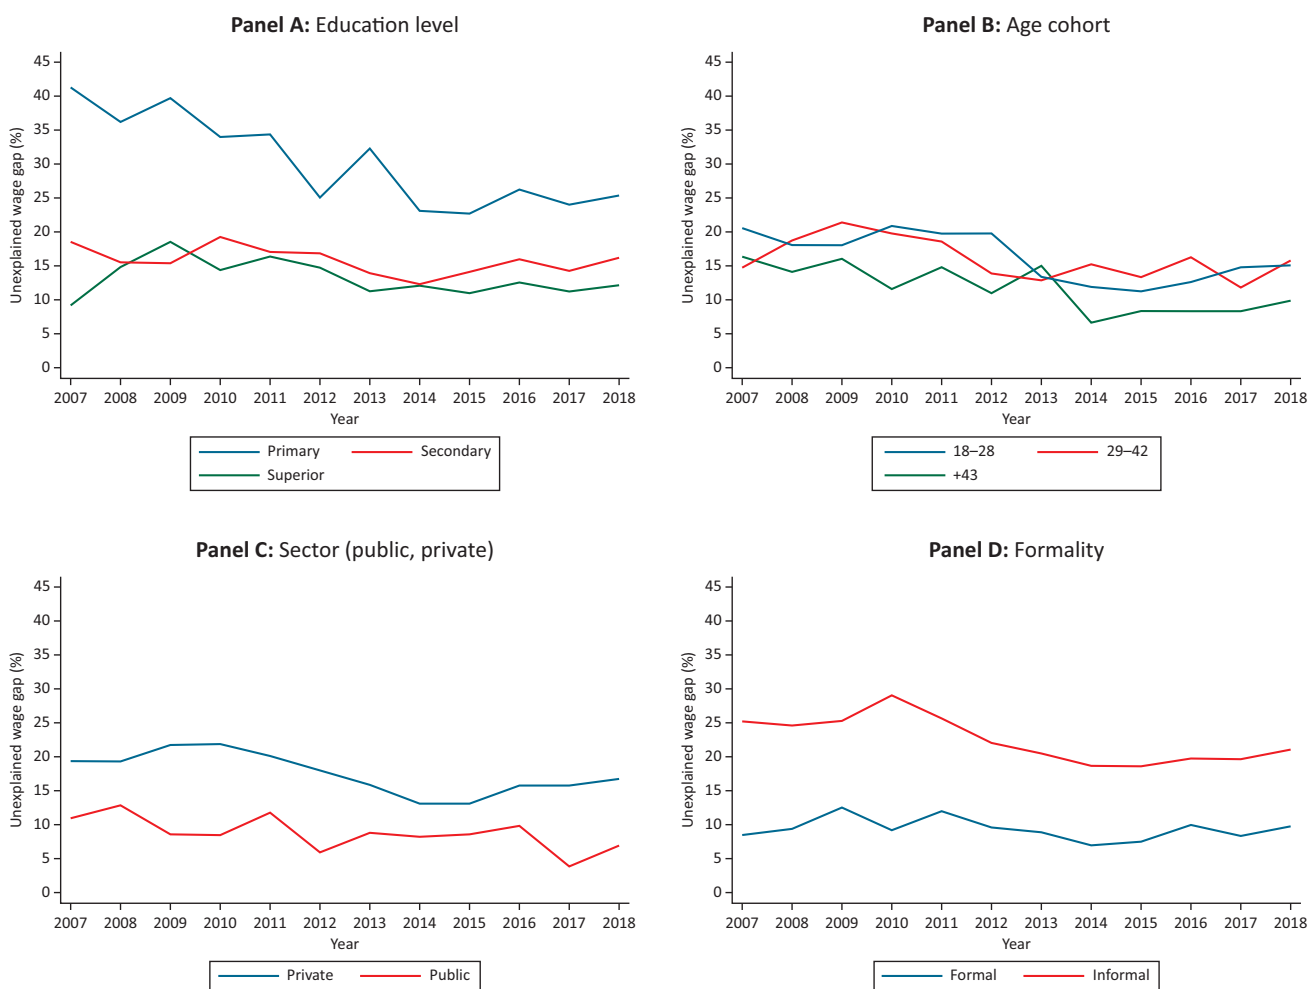 Panel A: Education level
Unexplained wage gap (%)
45
40
35
30
25
20
15
10
5
0
2007 2008 2009 2010 2011 2012 2013 2014 2015 2016 2017 2018
Year
Primary Secondary
Superior
Panel B: Age cohort
Unexplained wage gap (%)
45
40
35
30
25
20
15
10
5
0
2007 2008 2009 2010 2011 2012 2013 2014 2015 2016 2017 2018
Year
18–28 29–42
+43
Panel C: Sector (public, private)
Unexplained wage gap (%)
45
40
35
30
25
20
15
10
5
0
2007 2008 2009 2010 2011 2012 2013 2014 2015 2016 2017 2018
Year
Private Public
Panel D: Formality
Unexplained wage gap (%)
45
40
35
30
25
20
15
10
5
0
2007 2008 2009 2010 2011 2012 2013 2014 2015 2016 2017 2018
Year
Formal Informal